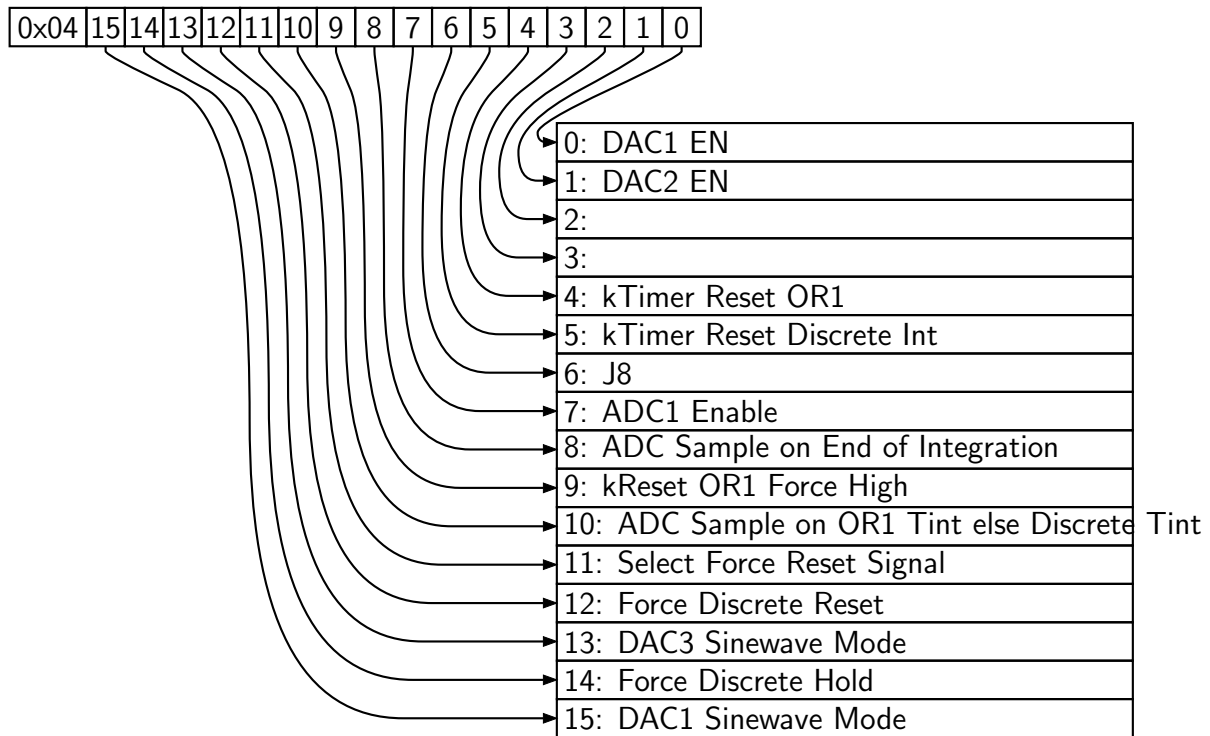 0x04 15 14 13 12 11 10 9 8 7 6 5 4 3 2 1 0
0: DAC1 EN
1: DAC2 EN
2:
3:
4: kTimer Reset OR1
5: kTimer Reset Discrete Int
6: J8
7: ADC1 Enable
8: ADC Sample on End of Integration
9: kReset OR1 Force High
10: ADC Sample on OR1 Tint else Discrete Tint
11: Select Force Reset Signal
12: Force Discrete Reset
13: DAC3 Sinewave Mode
14: Force Discrete Hold
15: DAC1 Sinewave Mode